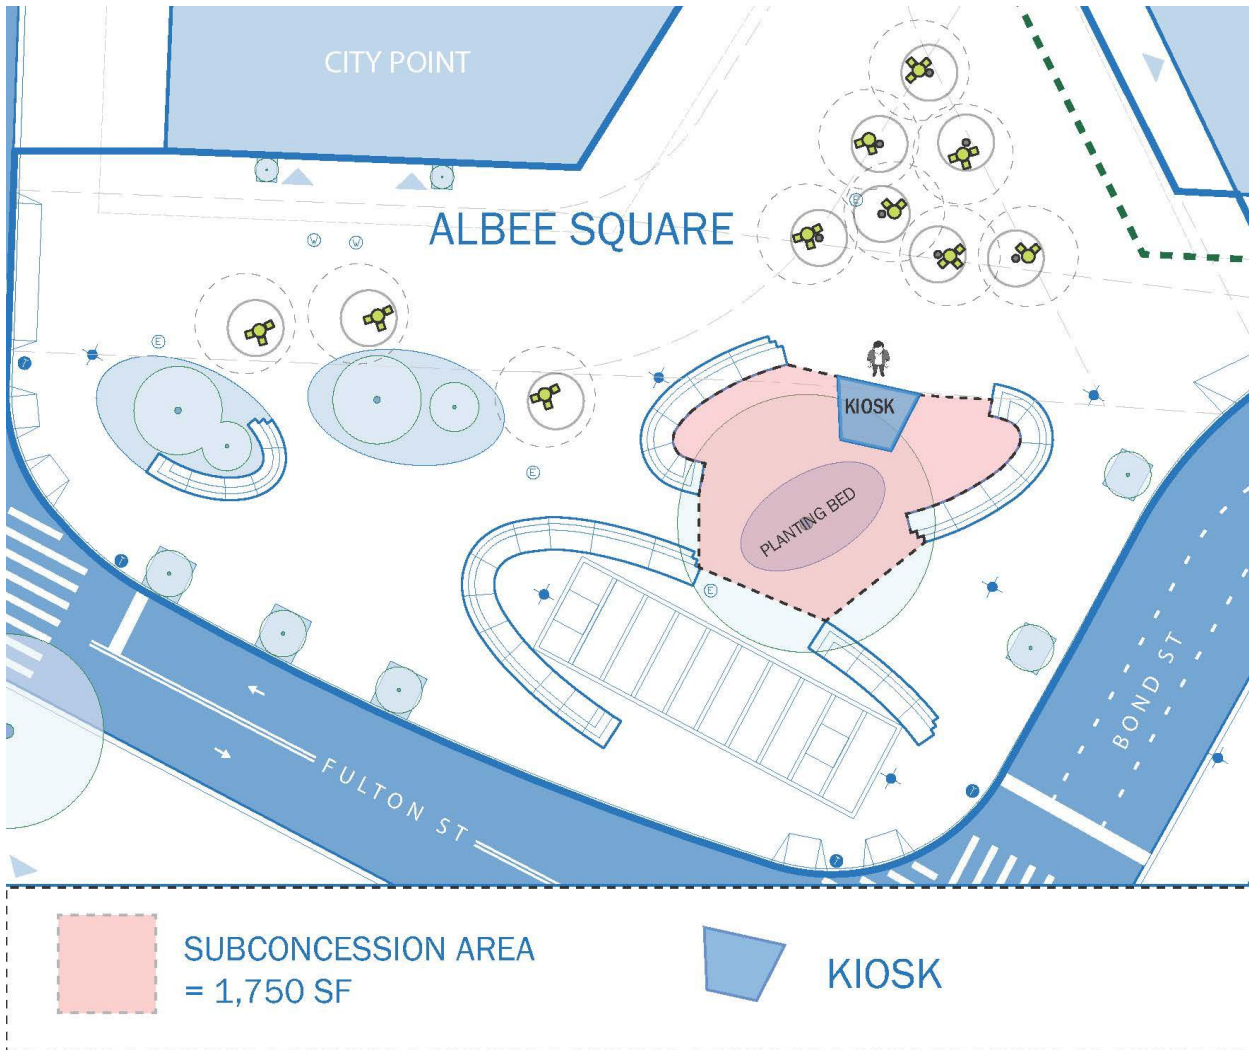 CITY POINT
ALBEE SQUARE
E
W
W
E
E
E
T
T
KIOSK
PLANTING BED
FULTON ST
BOND ST
T
T
SUBCONCESSION AREA
= 1,750 SF
KIOSK